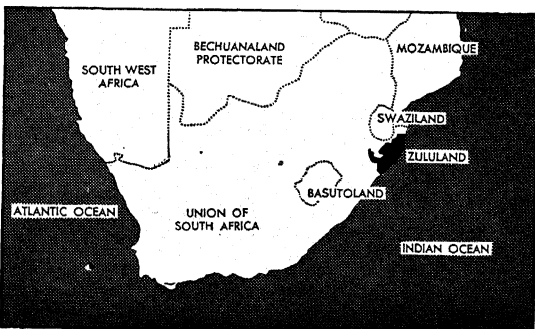 BECHUANALAND
PROTECTORATE
MOZAMBIQUE
SOUTH WEST
AFRICA
SWAZILAND
ZULULAND
BASUTOLAND
ATLANTIC OCEAN
UNION OF
SOUTH AFRICA
INDIAN OCEAN